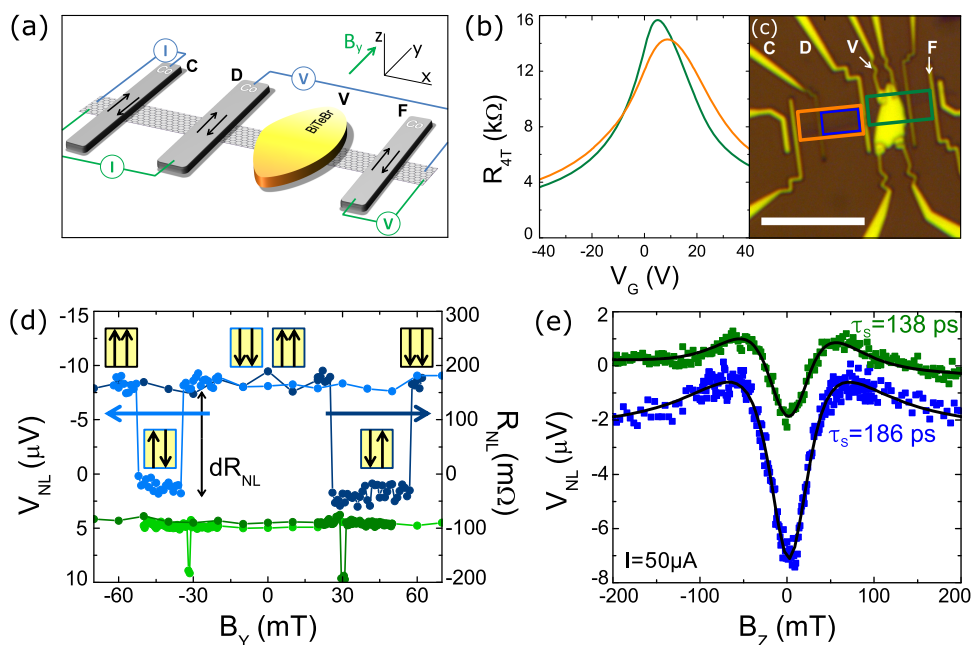 (a)
B_y
z
y
x
I
C
Co
D
Co
V
V
F
BiTeBr
Co
I
V
(b)
R_4T (kΩ)
16
12
8
4
0
-40
-20
0
20
40
V_G (V)
(c)
C
D
V
F
(d)
V_NL (μV)
-15
-10
-5
0
5
10
dR_NL
300
200
100
0
-100
-200
R_NL (mΩ)
-60
-30
0
30
60
B_Y (mT)
(e)
V_NL (μV)
2
0
-2
-4
-6
-8
τ_S=138 ps
τ_S=186 ps
I=50μA
-200
-100
0
100
200
B_Z (mT)